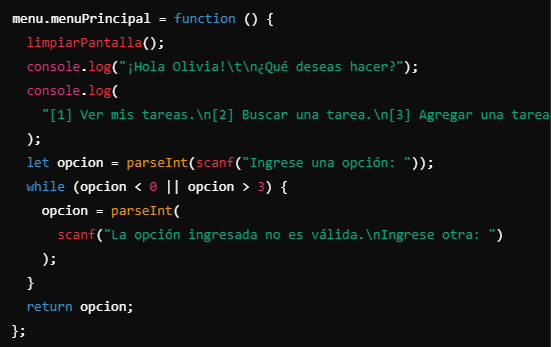 menu.menuPrincipal = function () {
  limpiarPantalla();
  console.log("¡Hola Olivia!\t\n¿Qué deseas hacer?");
  console.log(
    "[1] Ver mis tareas.\n[2] Buscar una tarea.\n[3] Agregar una tarea
  );
  let opcion = parseInt(scanf("Ingrese una opción: "));
  while (opcion < 0 || opcion > 3) {
    opcion = parseInt(
      scanf("La opción ingresada no es válida.\nIngrese otra: ")
    );
  }
  return opcion;
};